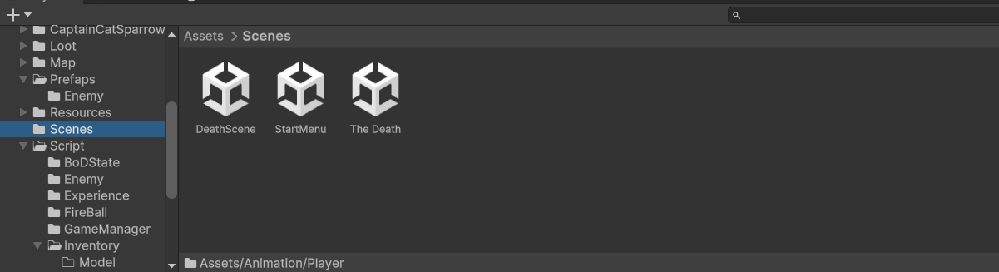 CaptainCatSparrow
Loot
Map
Prefaps
Enemy
Resources
Scenes
Script
BoDState
Enemy
Experience
FireBall
GameManager
Inventory
Model
Assets > Scenes
DeathScene StartMenu The Death
Assets/Animation/Player